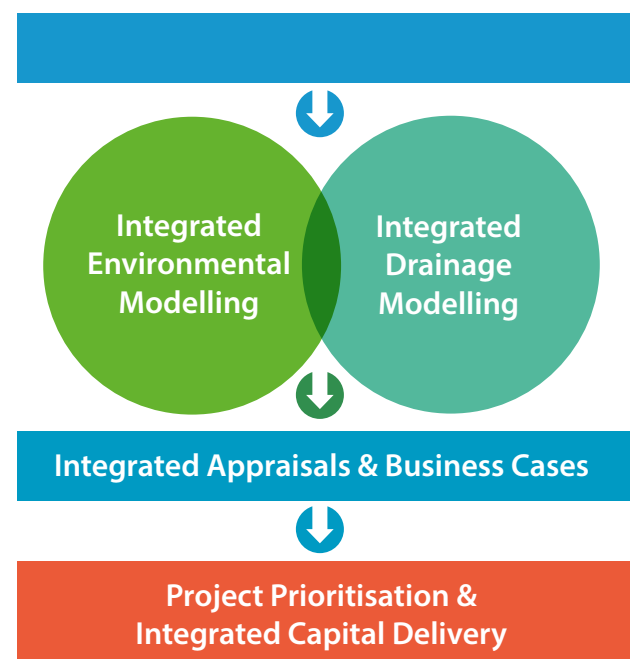 Integrated
Environmental
Modelling
Integrated
Drainage
Modelling
Integrated Appraisals & Business Cases
Project Prioritisation &
Integrated Capital Delivery